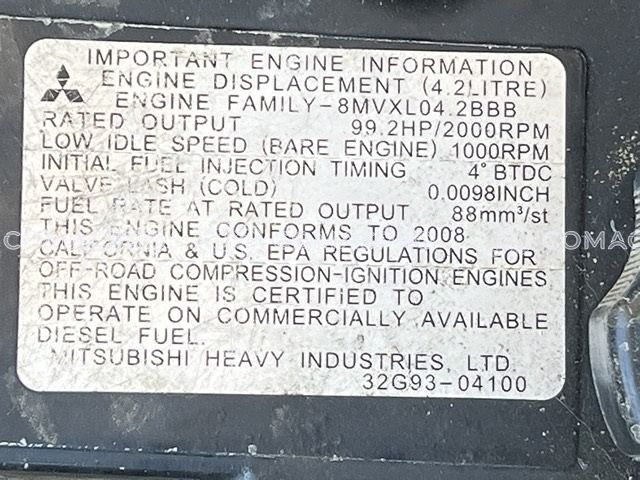 IMPORTANT ENGINE INFORMATION
ENGINE DISPLACEMENT (4.2LITRE)
ENGINE FAMILY-8MVXL04.2BBB
RATED OUTPUT 99.2HP/2000RPM
LOW IDLE SPEED (BARE ENGINE) 1000RPM
INITIAL FUEL INJECTION TIMING 4° BTDC
VALVE LASH (COLD) 0.0098INCH
FUEL RATE AT RATED OUTPUT 88mm³/st
THIS ENGINE CONFORMS TO 2008
CALIFORNIA & U.S. EPA REGULATIONS FOR
OFF-ROAD COMPRESSION-IGNITION ENGINES
THIS ENGINE IS CERTIFIED TO
OPERATE ON COMMERCIALLY AVAILABLE
DIESEL FUEL.
MITSUBISHI HEAVY INDUSTRIES, LTD.
32G93-04100